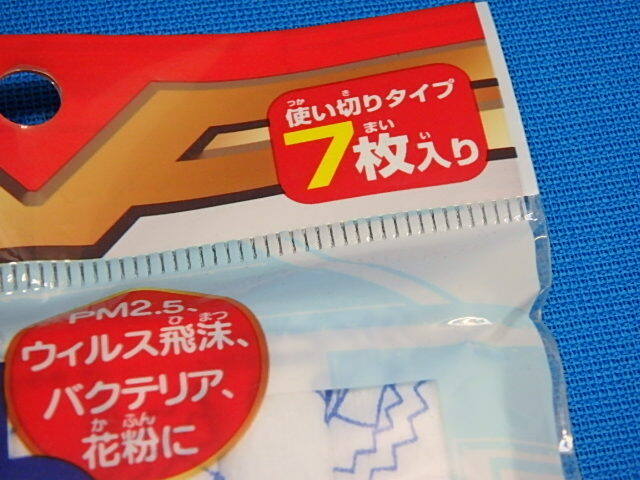 使い切りタイプ
7枚入り
PM2.5、
ウィルス飛沫、
バクテリア、
花粉に